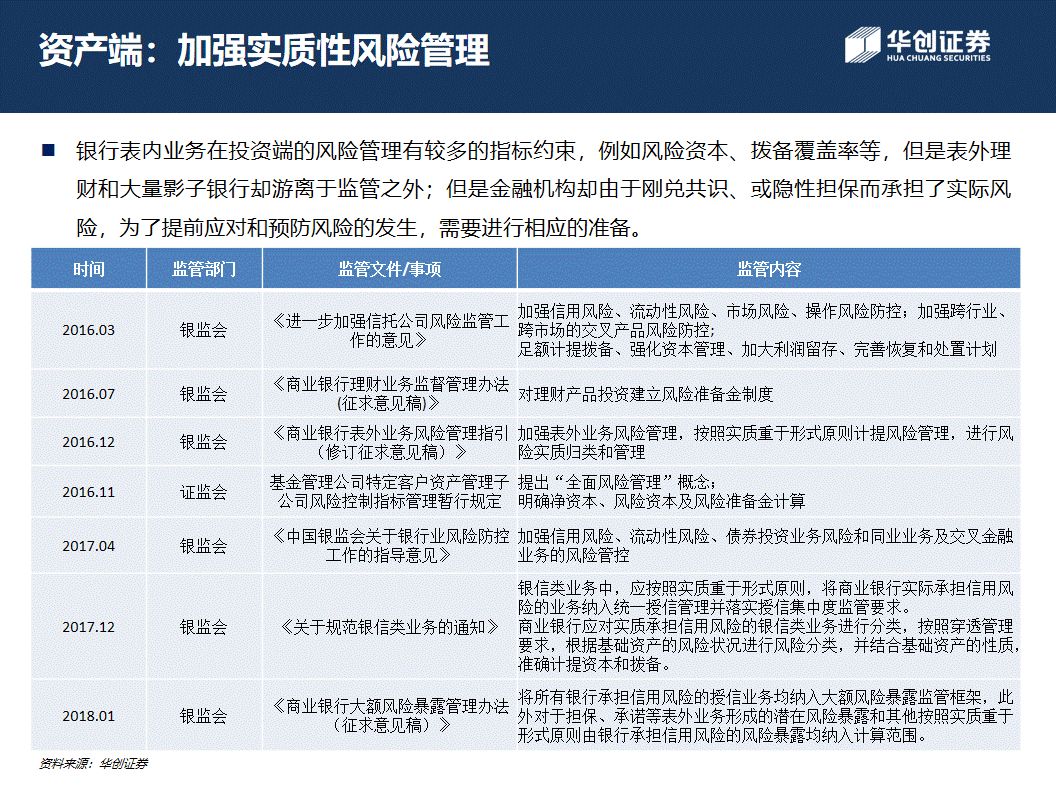 资产端：加强实质性风险管理
华创证券
HUA CHUANG SECURITIES
银行表内业务在投资端的风险管理有较多的指标约束，例如风险资本、拨备覆盖率等，但是表外理
财和大量影子银行却游离于监管之外；但是金融机构却由于刚兑共识、或隐性担保而承担了实际风
险，为了提前应对和预防风险的发生，需要进行相应的准备。
时间 监管部门 监管文件/事项 监管内容
2016.03 银监会
《进一步加强信托公司风险监管工
作的意见》
加强信用风险、流动性风险、市场风险、操作风险防控；加强跨行业、
跨市场的交叉产品风险防控;
足额计提拨备、强化资本管理、加大利润留存、完善恢复和处置计划
2016.07 银监会
《商业银行理财业务监督管理办法
(征求意见稿)》
对理财产品投资建立风险准备金制度
2016.12 银监会
《商业银行表外业务风险管理指引
（修订征求意见稿）》
加强表外业务风险管理，按照实质重于形式原则计提风险管理，进行风
险实质归类和管理
2016.11 证监会
基金管理公司特定客户资产管理子
公司风险控制指标管理暂行规定
提出“全面风险管理”概念；
明确净资本、风险资本及风险准备金计算
2017.04 银监会
《中国银监会关于银行业风险防控
工作的指导意见》
加强信用风险、流动性风险、债券投资业务风险和同业业务及交叉金融
业务的风险管控
2017.12 银监会
《关于规范银信类业务的通知》
银信类业务中，应按照实质重于形式原则，将商业银行实际承担信用风
险的业务纳入统一授信管理并落实授信集中度监管要求。
商业银行应对实质承担信用风险的银信类业务进行分类，按照穿透管理
要求，根据基础资产的风险状况进行风险分类，并结合基础资产的性质，
准确计提资本和拨备。
2018.01 银监会
《商业银行大额风险暴露管理办法
（征求意见稿）》
将所有银行承担信用风险的授信业务均纳入大额风险暴露监管框架，此
外对于担保、承诺等表外业务形成的潜在风险暴露和其他按照实质重于
形式原则由银行承担信用风险的风险暴露均纳入计算范围。
资料来源：华创证券